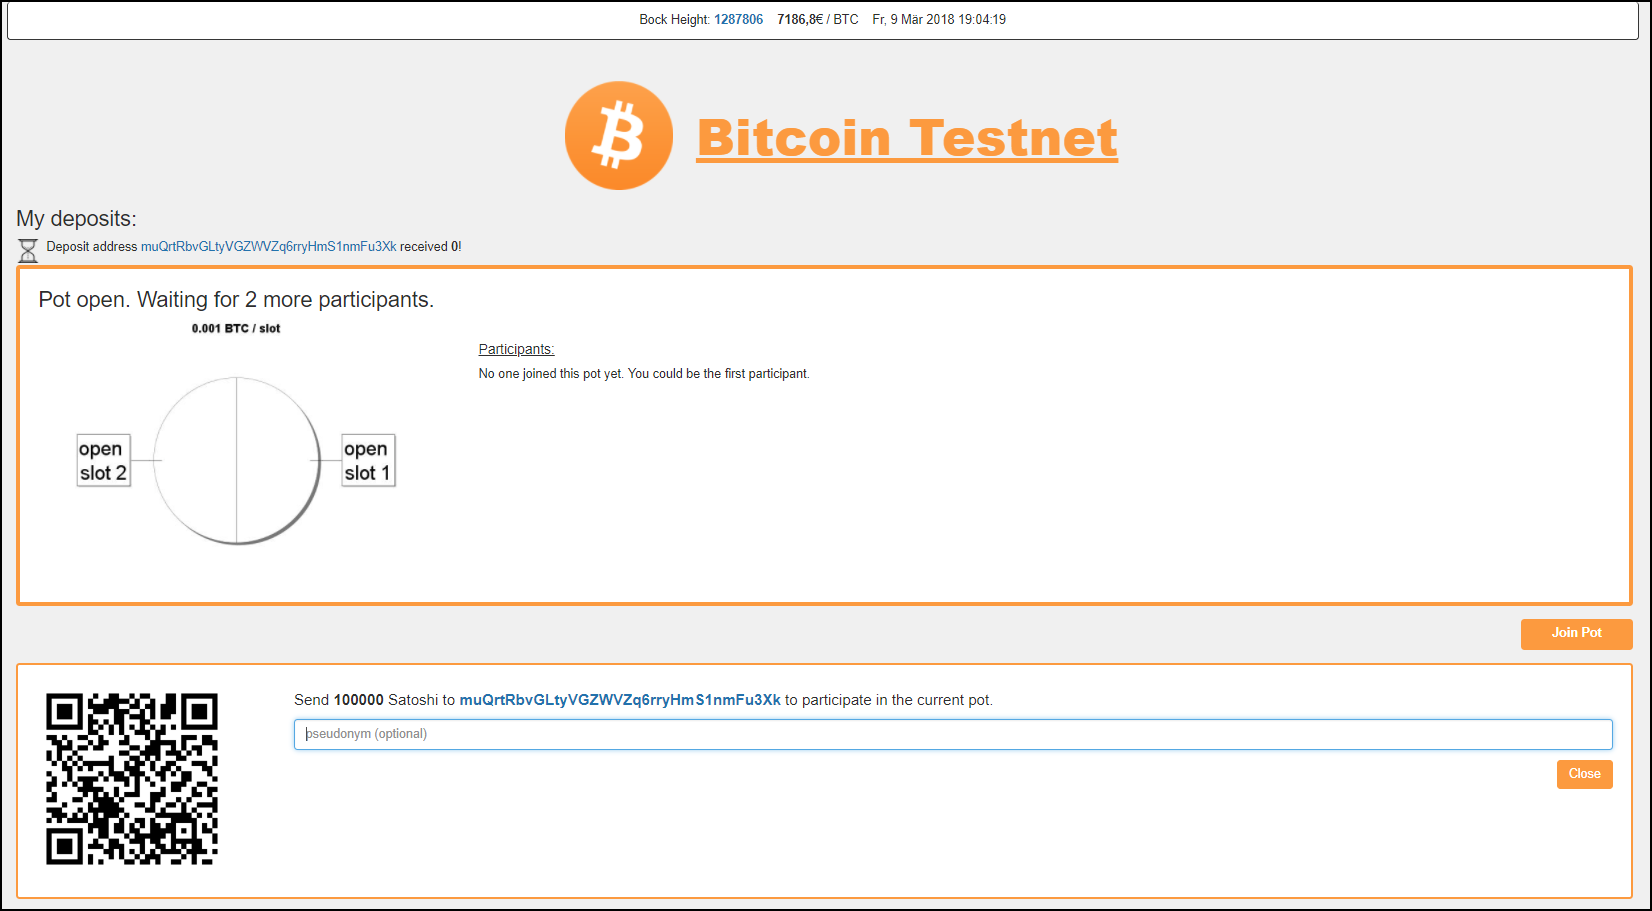 Bock Height: 1287806 7186,8€ / BTC Fr, 9 Mär 2018 19:04:19
Bitcoin Testnet
My deposits:
Deposit address muQrtRbvGLtyVGZWVZq6rryHmS1nmFu3Xk received 0!
Pot open. Waiting for 2 more participants.
0.001 BTC / slot
Participants:
No one joined this pot yet. You could be the first participant.
open
slot 2
open
slot 1
Join Pot
Send 100000 Satoshi to muQrtRbvGLtyVGZWVZq6rryHmS1nmFu3Xk to participate in the current pot.
pseudonym (optional)
Close